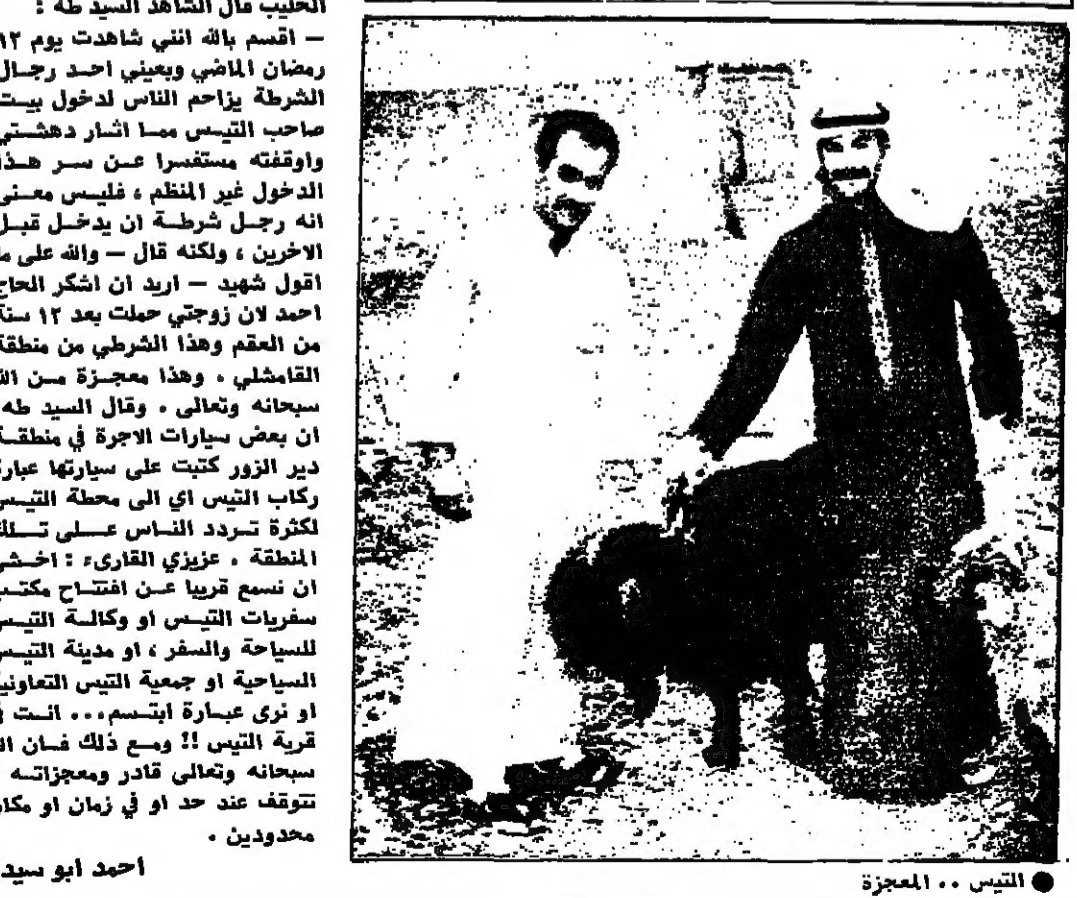 الحليب قال الشاهد السيد طه :
— اقسم بالله انني شاهدت يوم ١٢
رمضان الماضي وبعيني احد رجال
الشرطة يزاحم الناس لدخول بيت
صاحب التيس مما اثار دهشتي
واوقفته مستفسرا عن سر هذا
الدخول غير المنظم ، فليس معنى
انه رجل شرطة ان يدخل قبل
الاخرين ، ولكنه قال — والله على ما
اقول شهيد — اريد ان اشكر الحاج
احمد لان زوجتي حملت بعد ١٢ سنة
من العقم وهذا الشرطي من منطقة
القامشلي . وهذا معجزة من الله
سبحانه وتعالى . وقال السيد طه
ان بعض سيارات الاجرة في منطقة
دير الزور كتبت على سيارتها عبارة
ركاب التيس اي الى محطة التيس
لكثرة تردد الناس على تلك
المنطقة . عزيزي القارىء : اخشى
ان نسمع قريبا عن افتتاح مكتب
سفريات التيس او وكالة التيس
للسياحة والسفر ، او مدينة التيس
السياحية او جمعية التيس التعاونية
او نرى عبارة ابتسم... انت في
قرية التيس !! ومع ذلك فان
سبحانه وتعالى قادر ومعجزاته
تتوقف عند حد او في زمان او مكان
محدودين .
احمد ابو سيد
● التيس .. المعجزة